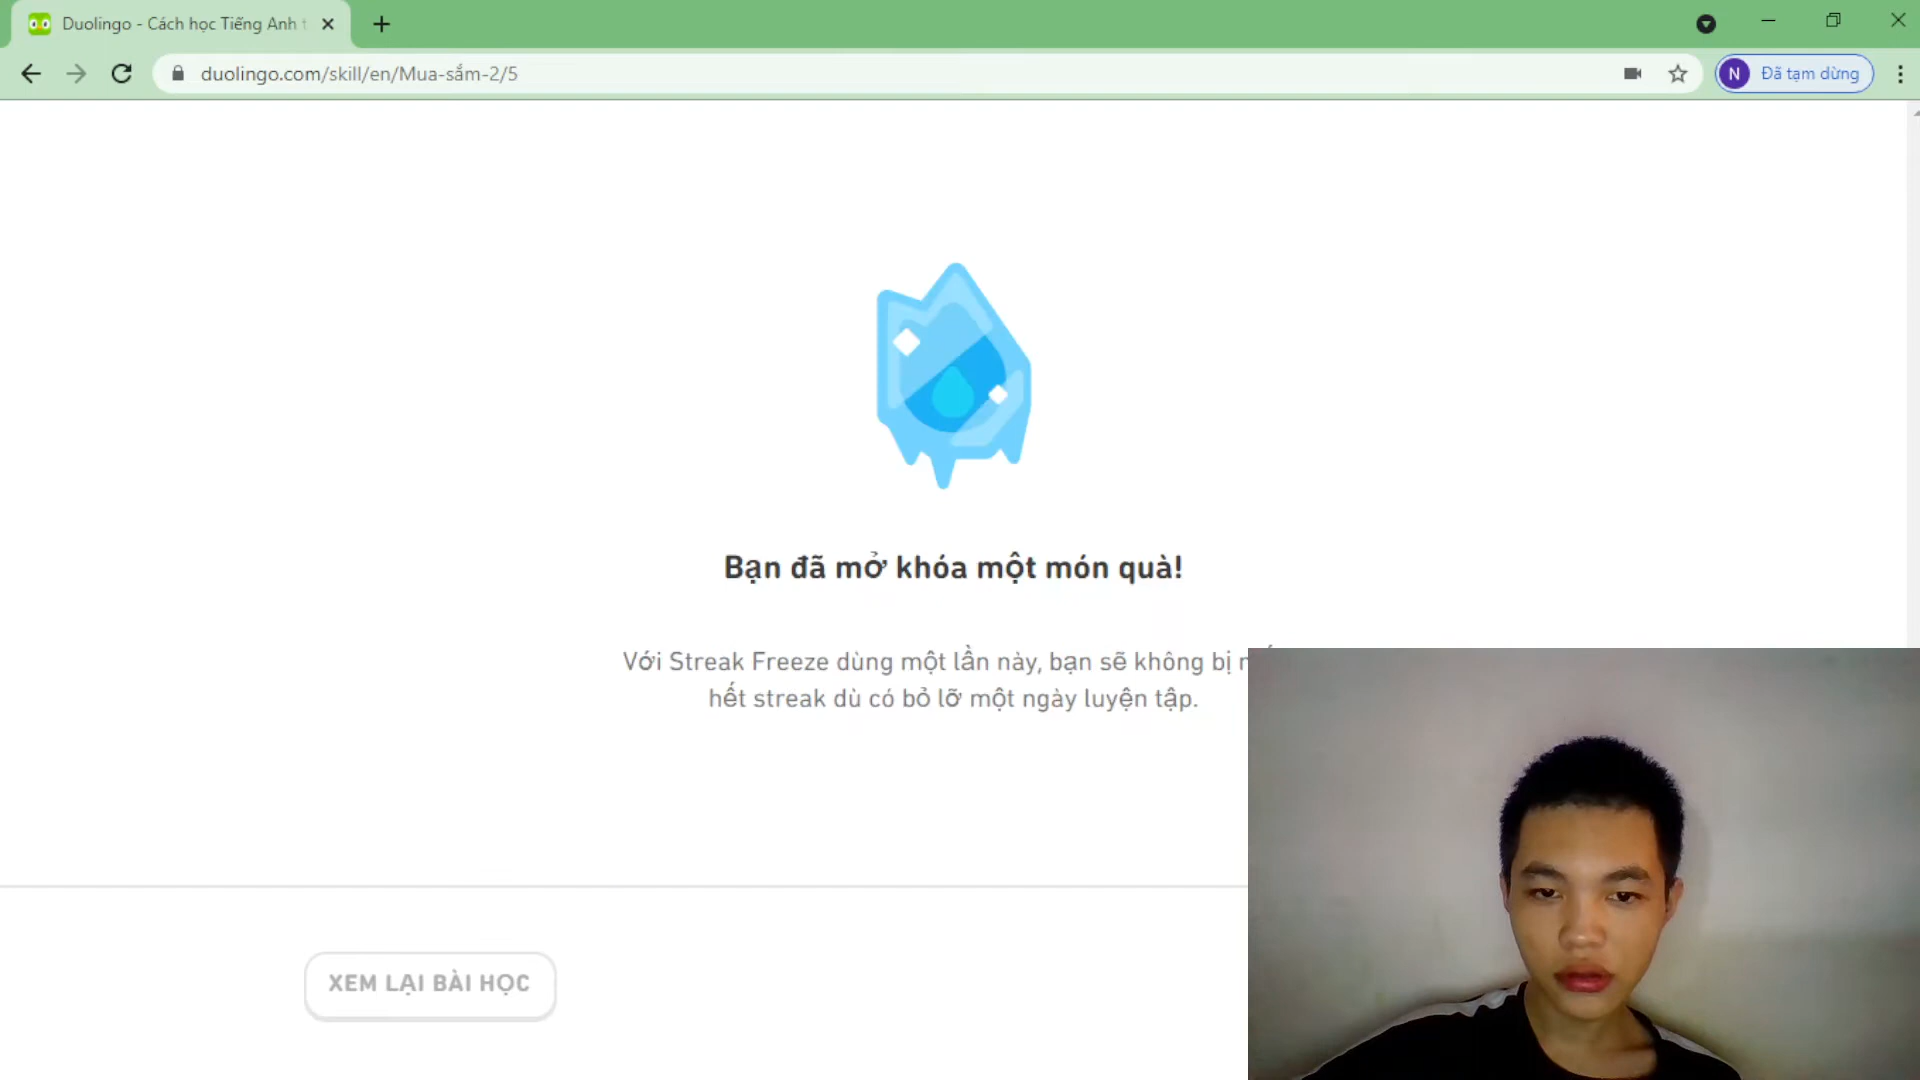 Duolingo - Cách học Tiếng Anh t
duolingo.com/skill/en/Mua-sắm-2/5
N Đã tạm dừng
Bạn đã mở khóa một món quà!
Với Streak Freeze dùng một lần này, bạn sẽ không bị
hết streak dù có bỏ lỡ một ngày luyện tập.
XEM LẠI BÀI HỌC